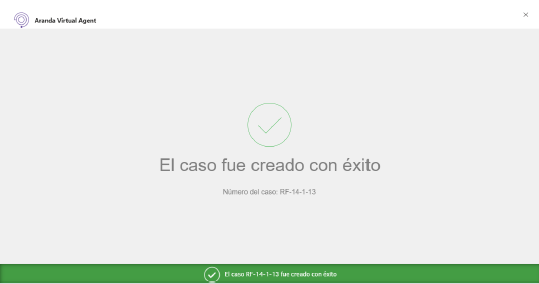 Aranda Virtual Agent
El caso fue creado con éxito
Número del caso: RF-14-1-13
El caso RF-14-1-13 fue creado con éxito